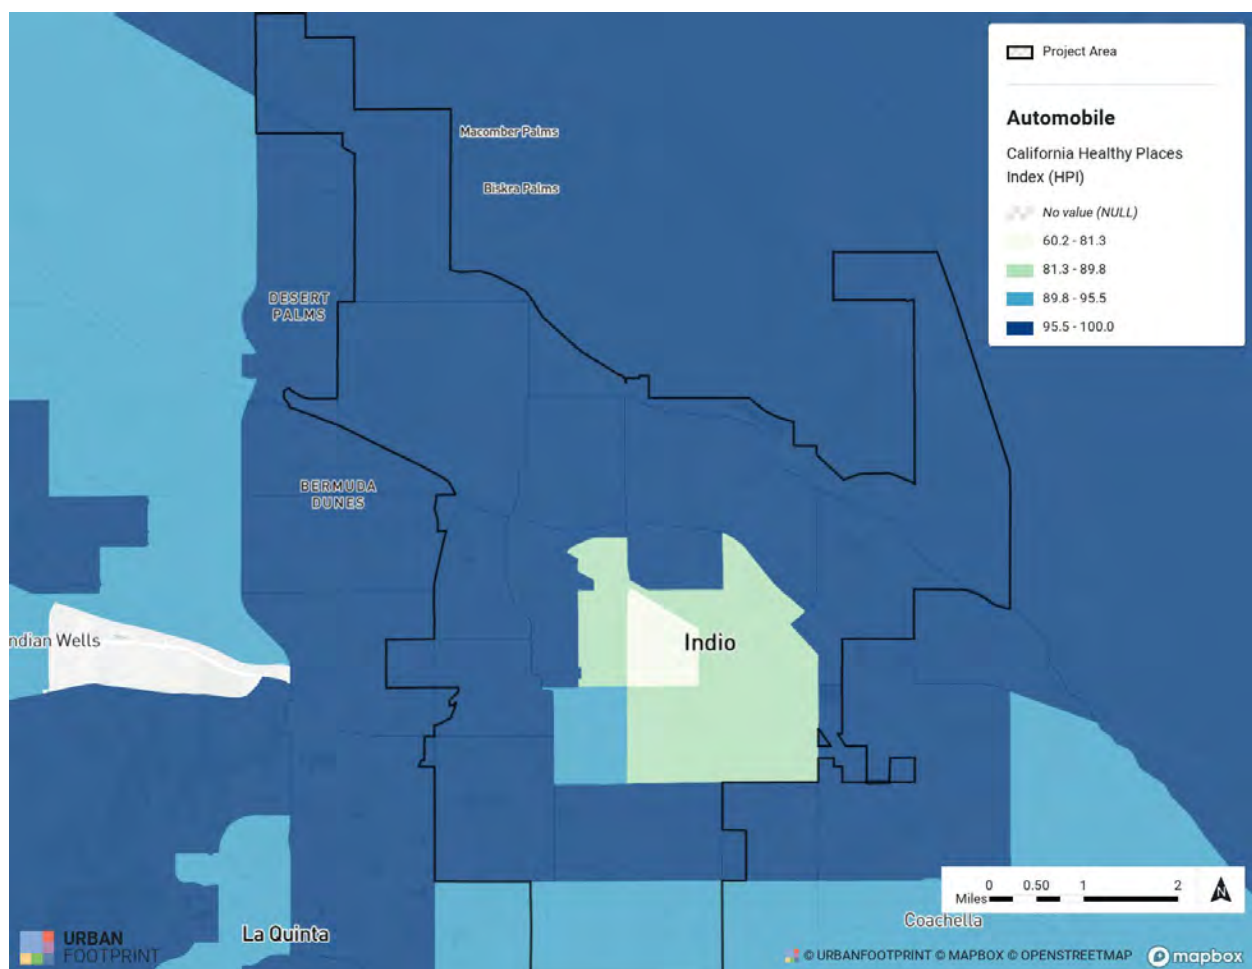 Project Area
Automobile
California Healthy Places
Index (HPI)
No value (NULL)
60.2 - 81.3
81.3 - 89.8
89.8 - 95.5
95.5 - 100.0
Macomber Palms
Biskra Palms
DESERT
PALMS
BERMUDA
DUNES
ndian Wells
Indio
La Quinta
Coachella
0 0.50 1 2
Miles
N
URBAN
FOOTPRINT
© URBANFOOTPRINT © MAPBOX © OPENSTREETMAP
mapbox